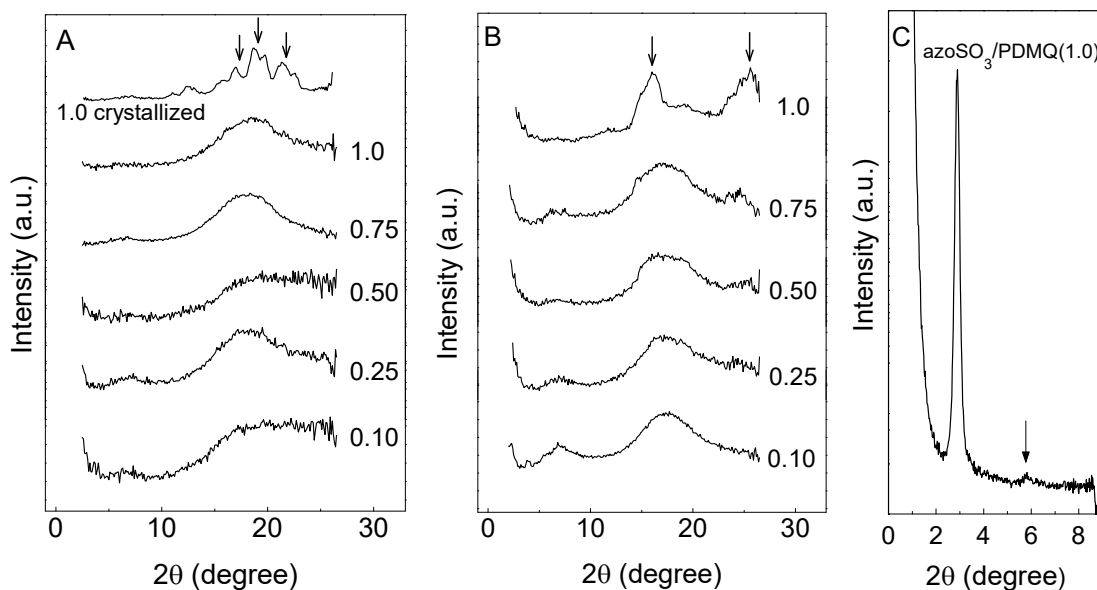 A
1.0 crystallized
1.0
0.75
0.50
0.25
0.10
Intensity (a.u.)
0 10 20 30
2θ (degree)
B
1.0
0.75
0.50
0.25
0.10
Intensity (a.u.)
0 10 20 30
2θ (degree)
C
azoSO₃/PDMQ(1.0)
0 2 4 6 8
2θ (degree)